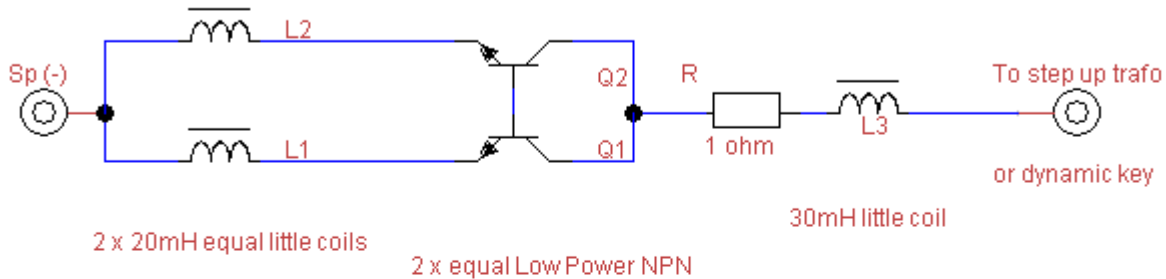 L2
Sp (-)
Q2
R
To step up trafo
L1
Q1
1 ohm
L3
or dynamic key
30mH little coil
2 x 20mH equal little coils
2 x equal Low Power NPN